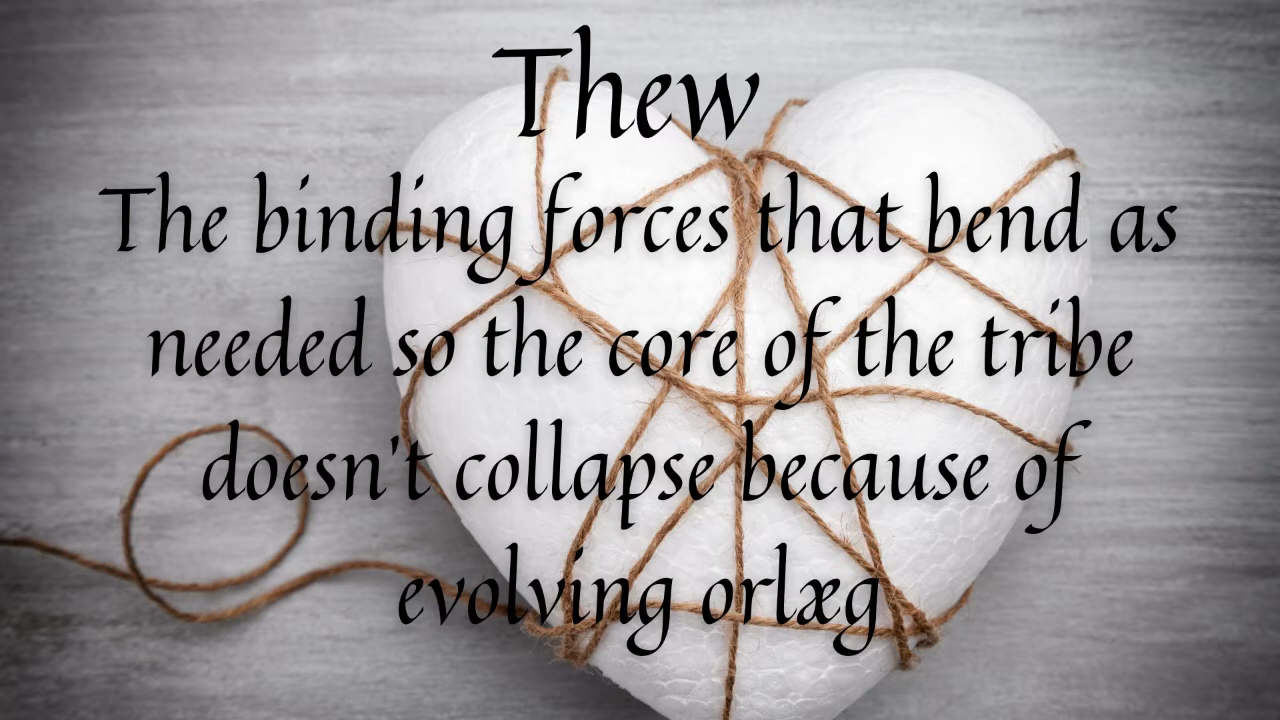 Thew
The binding forces that bend as
needed so the core of the tribe
doesn't collapse because of
evolving orlæg